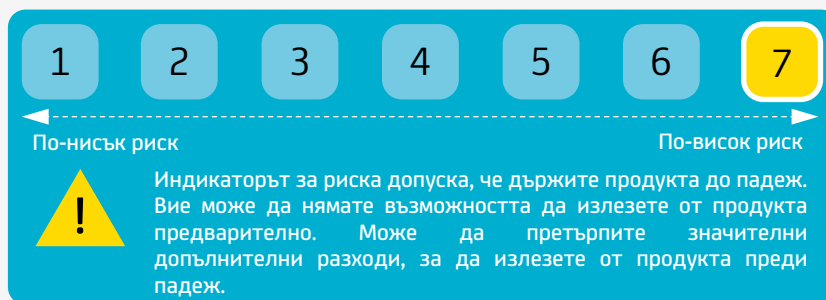 1 2 3 4 5 6 7
По-нисък риск По-висок риск
!
Индикаторът за риска допуска, че държите продукта до падеж.
Вие може да нямате възможността да излезете от продукта
предварително. Може да претърпите значителни
допълнителни разходи, за да излезете от продукта преди
падеж.